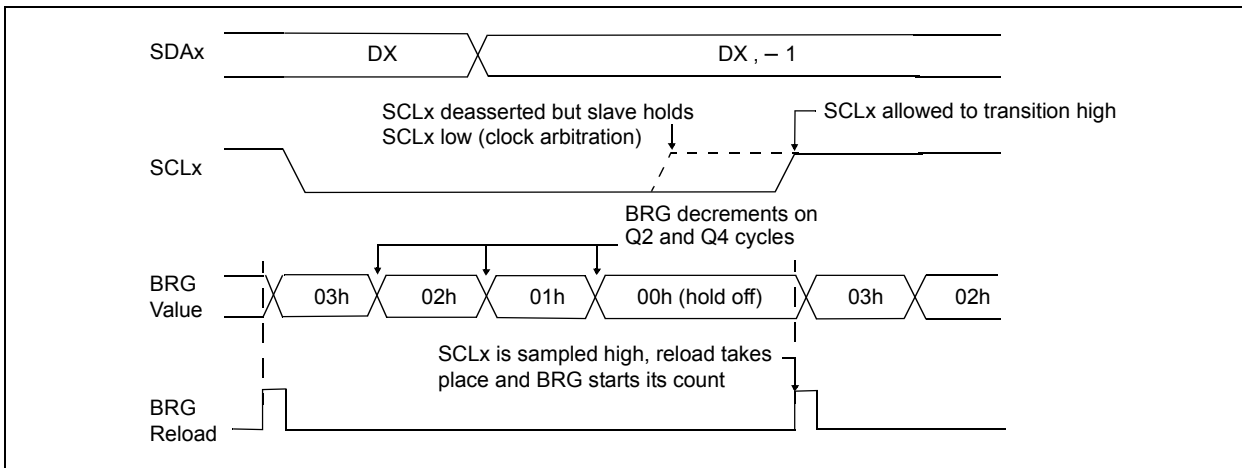 SDAx
DX
DX , – 1
SCLx deasserted but slave holds
SCLx low (clock arbitration)
SCLx allowed to transition high
SCLx
BRG decrements on
Q2 and Q4 cycles
BRG
Value
03h
02h
01h
00h (hold off)
03h
02h
SCLx is sampled high, reload takes
place and BRG starts its count
BRG
Reload